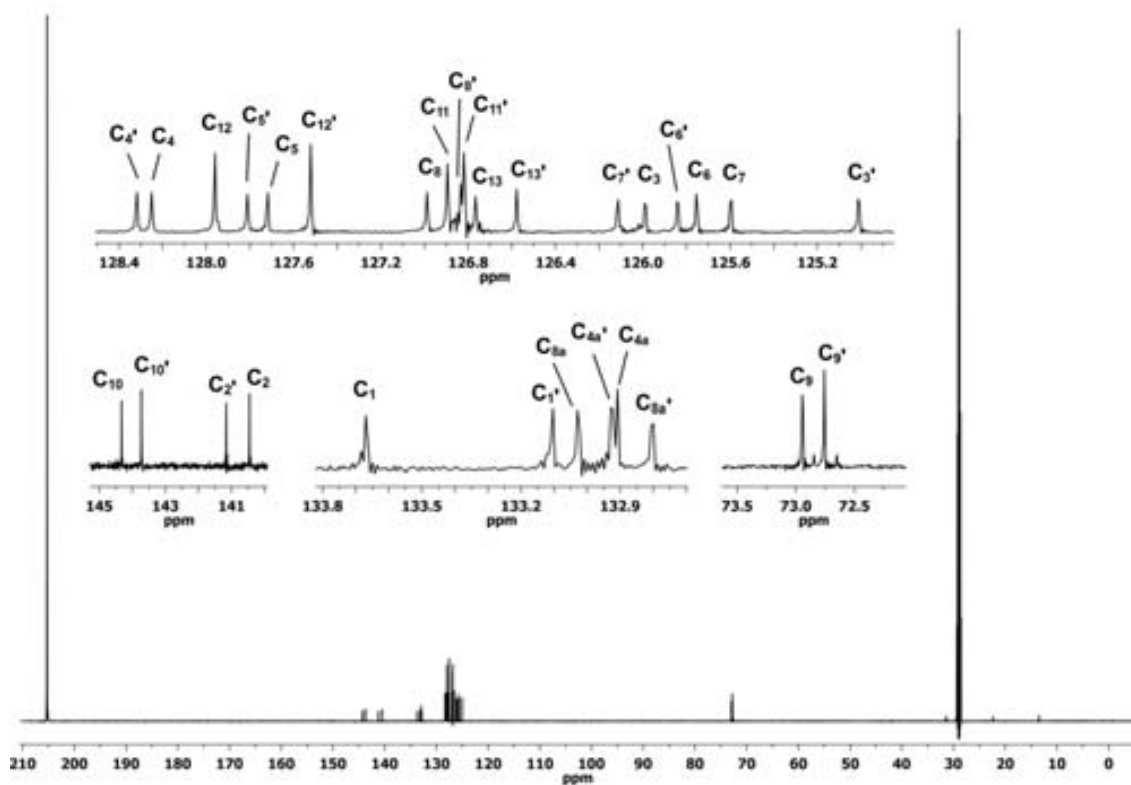 C₈'
C₁₁ C₁₁'
C₄' C₄ C₁₂ C₅' C₅ C₁₂' C₈ C₁₃ C₁₃' C₇' C₃ C₆' C₆ C₇ C₃'
128.4 128.0 127.6 127.2 126.8 126.4 126.0 125.6 125.2
ppm
C₁₀ C₁₀' C₂' C₂
145 143 141
ppm
C₁ C₁' C₈ₐ C₄ₐ' C₄ₐ C₈ₐ'
133.8 133.5 133.2 132.9
ppm
C₉ C₉'
73.5 73.0 72.5
ppm
210 200 190 180 170 160 150 140 130 120 110 100 90 80 70 60 50 40 30 20 10 0
ppm